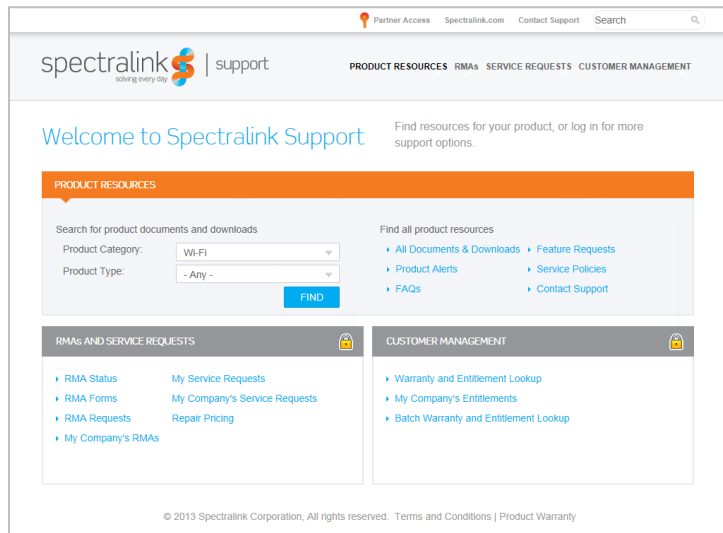 Partner Access Spectralink.com Contact Support Search
spectralink | support
solving every day
PRODUCT RESOURCES RMAs SERVICE REQUESTS CUSTOMER MANAGEMENT
Welcome to Spectralink Support
Find resources for your product, or log in for more
support options.
PRODUCT RESOURCES
Search for product documents and downloads
Product Category: Wi-Fi
Product Type: - Any -
FIND
Find all product resources
All Documents & Downloads Feature Requests
Product Alerts Service Policies
FAQs Contact Support
RMAs AND SERVICE REQUESTS
RMA Status My Service Requests
RMA Forms My Company's Service Requests
RMA Requests Repair Pricing
My Company's RMAs
CUSTOMER MANAGEMENT
Warranty and Entitlement Lookup
My Company's Entitlements
Batch Warranty and Entitlement Lookup
© 2013 Spectralink Corporation, All rights reserved. Terms and Conditions | Product Warranty